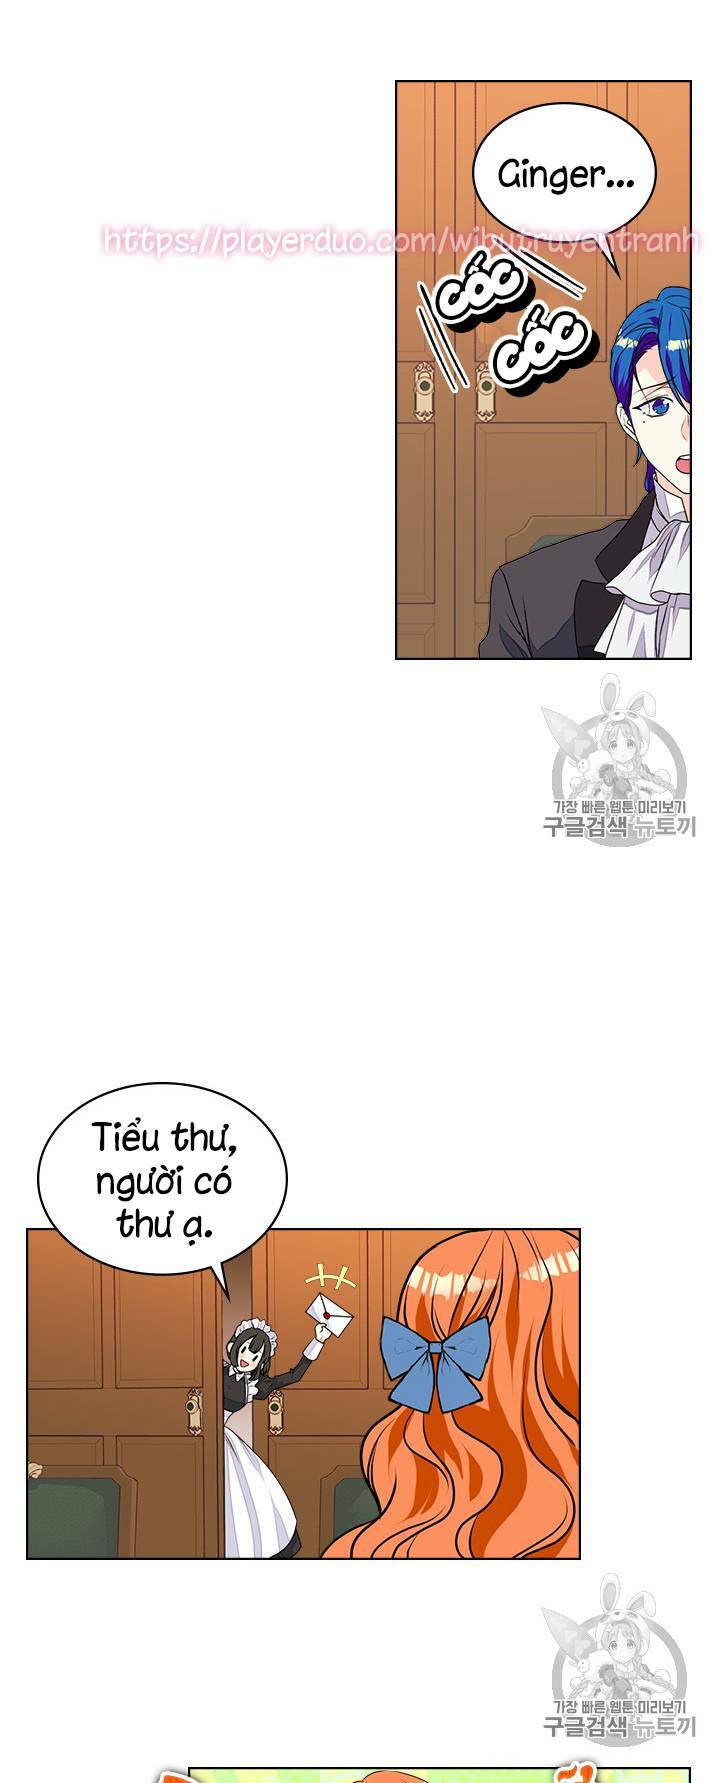 Ginger...
https://playerduo.com/wibutruyentranh
CỐC
CỐC
가장 빠른 웹툰 미리보기
구글검색 뉴토끼
Tiểu thư,
người có
thư ạ.
가장 빠른 웹툰 미리보기
구글검색 뉴토끼